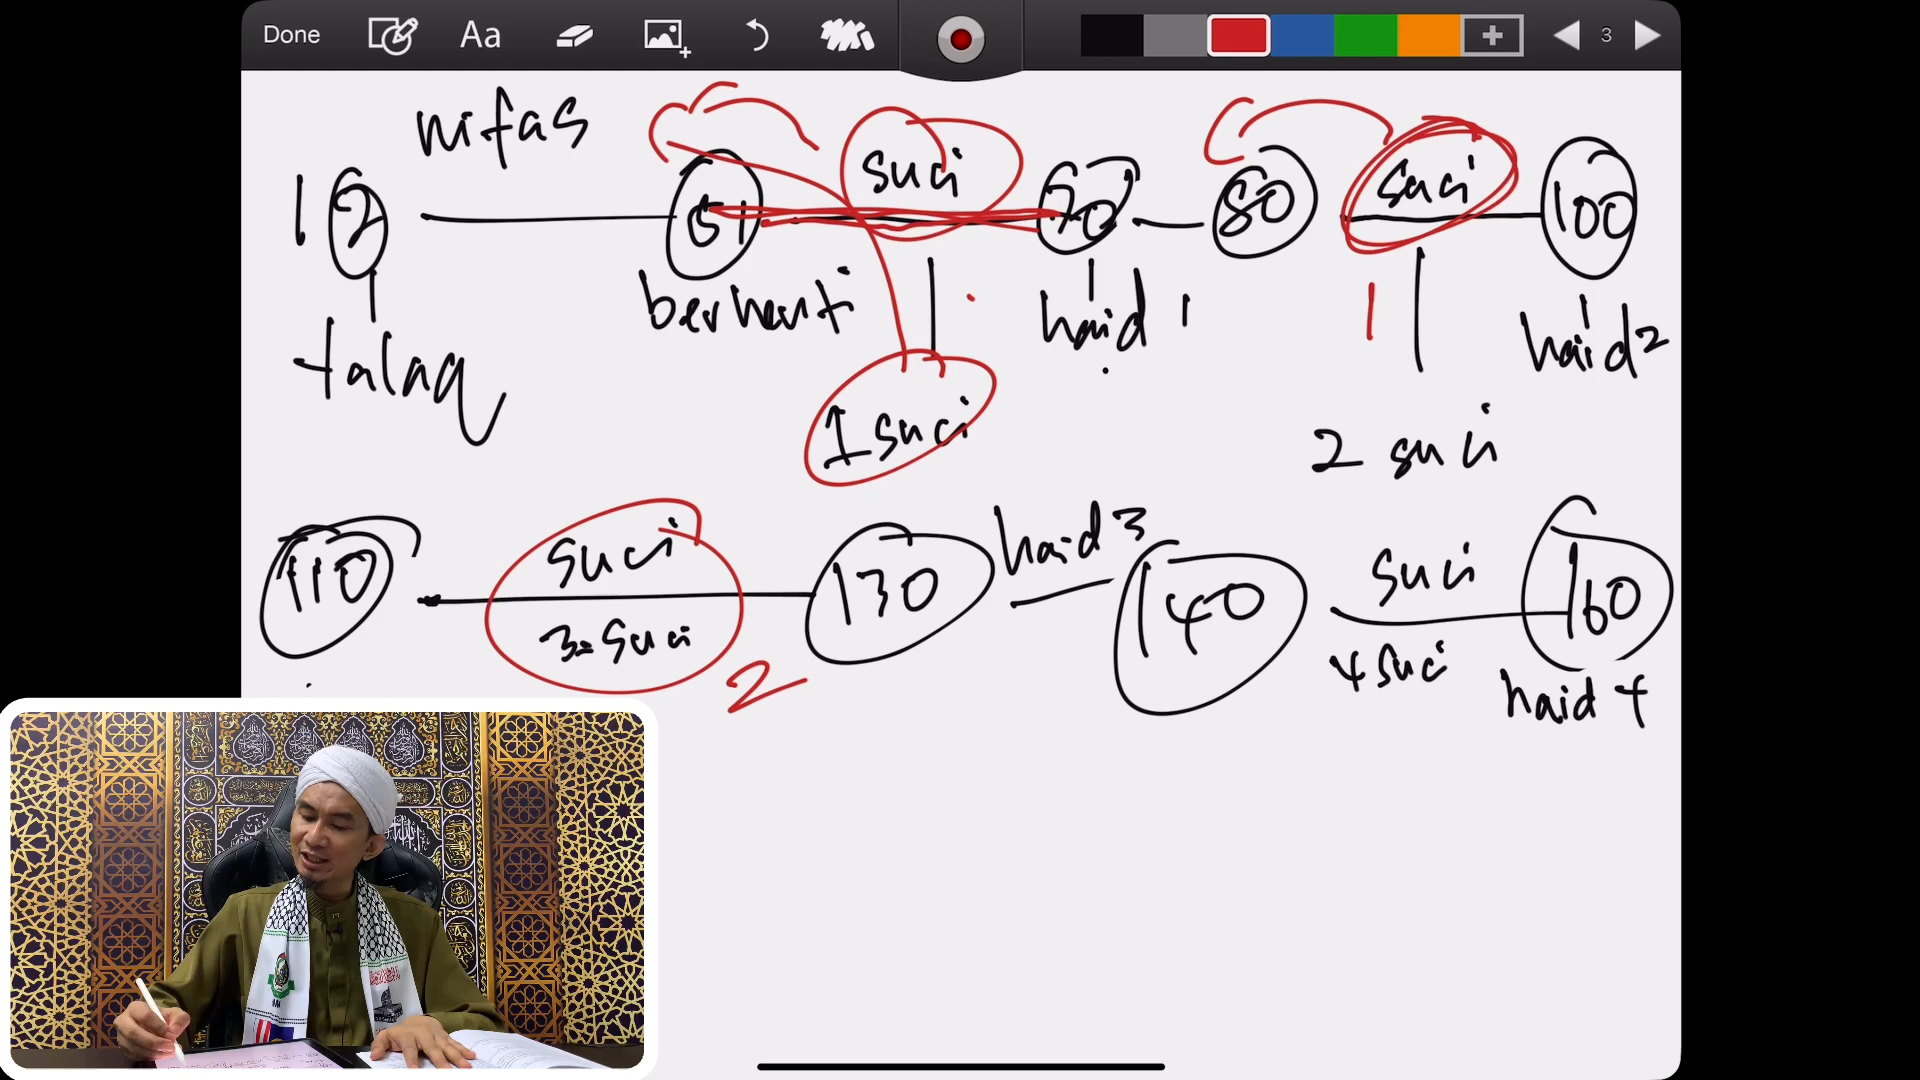 Done Aa 3
nifas suci suci
1 2 61 70 80 100
berhenti haid 1 1 haid 2
talaq
1 suci 2 suci
suci haid 3 suci
110 130 140 160
3 suci 2 4 suci haid 4